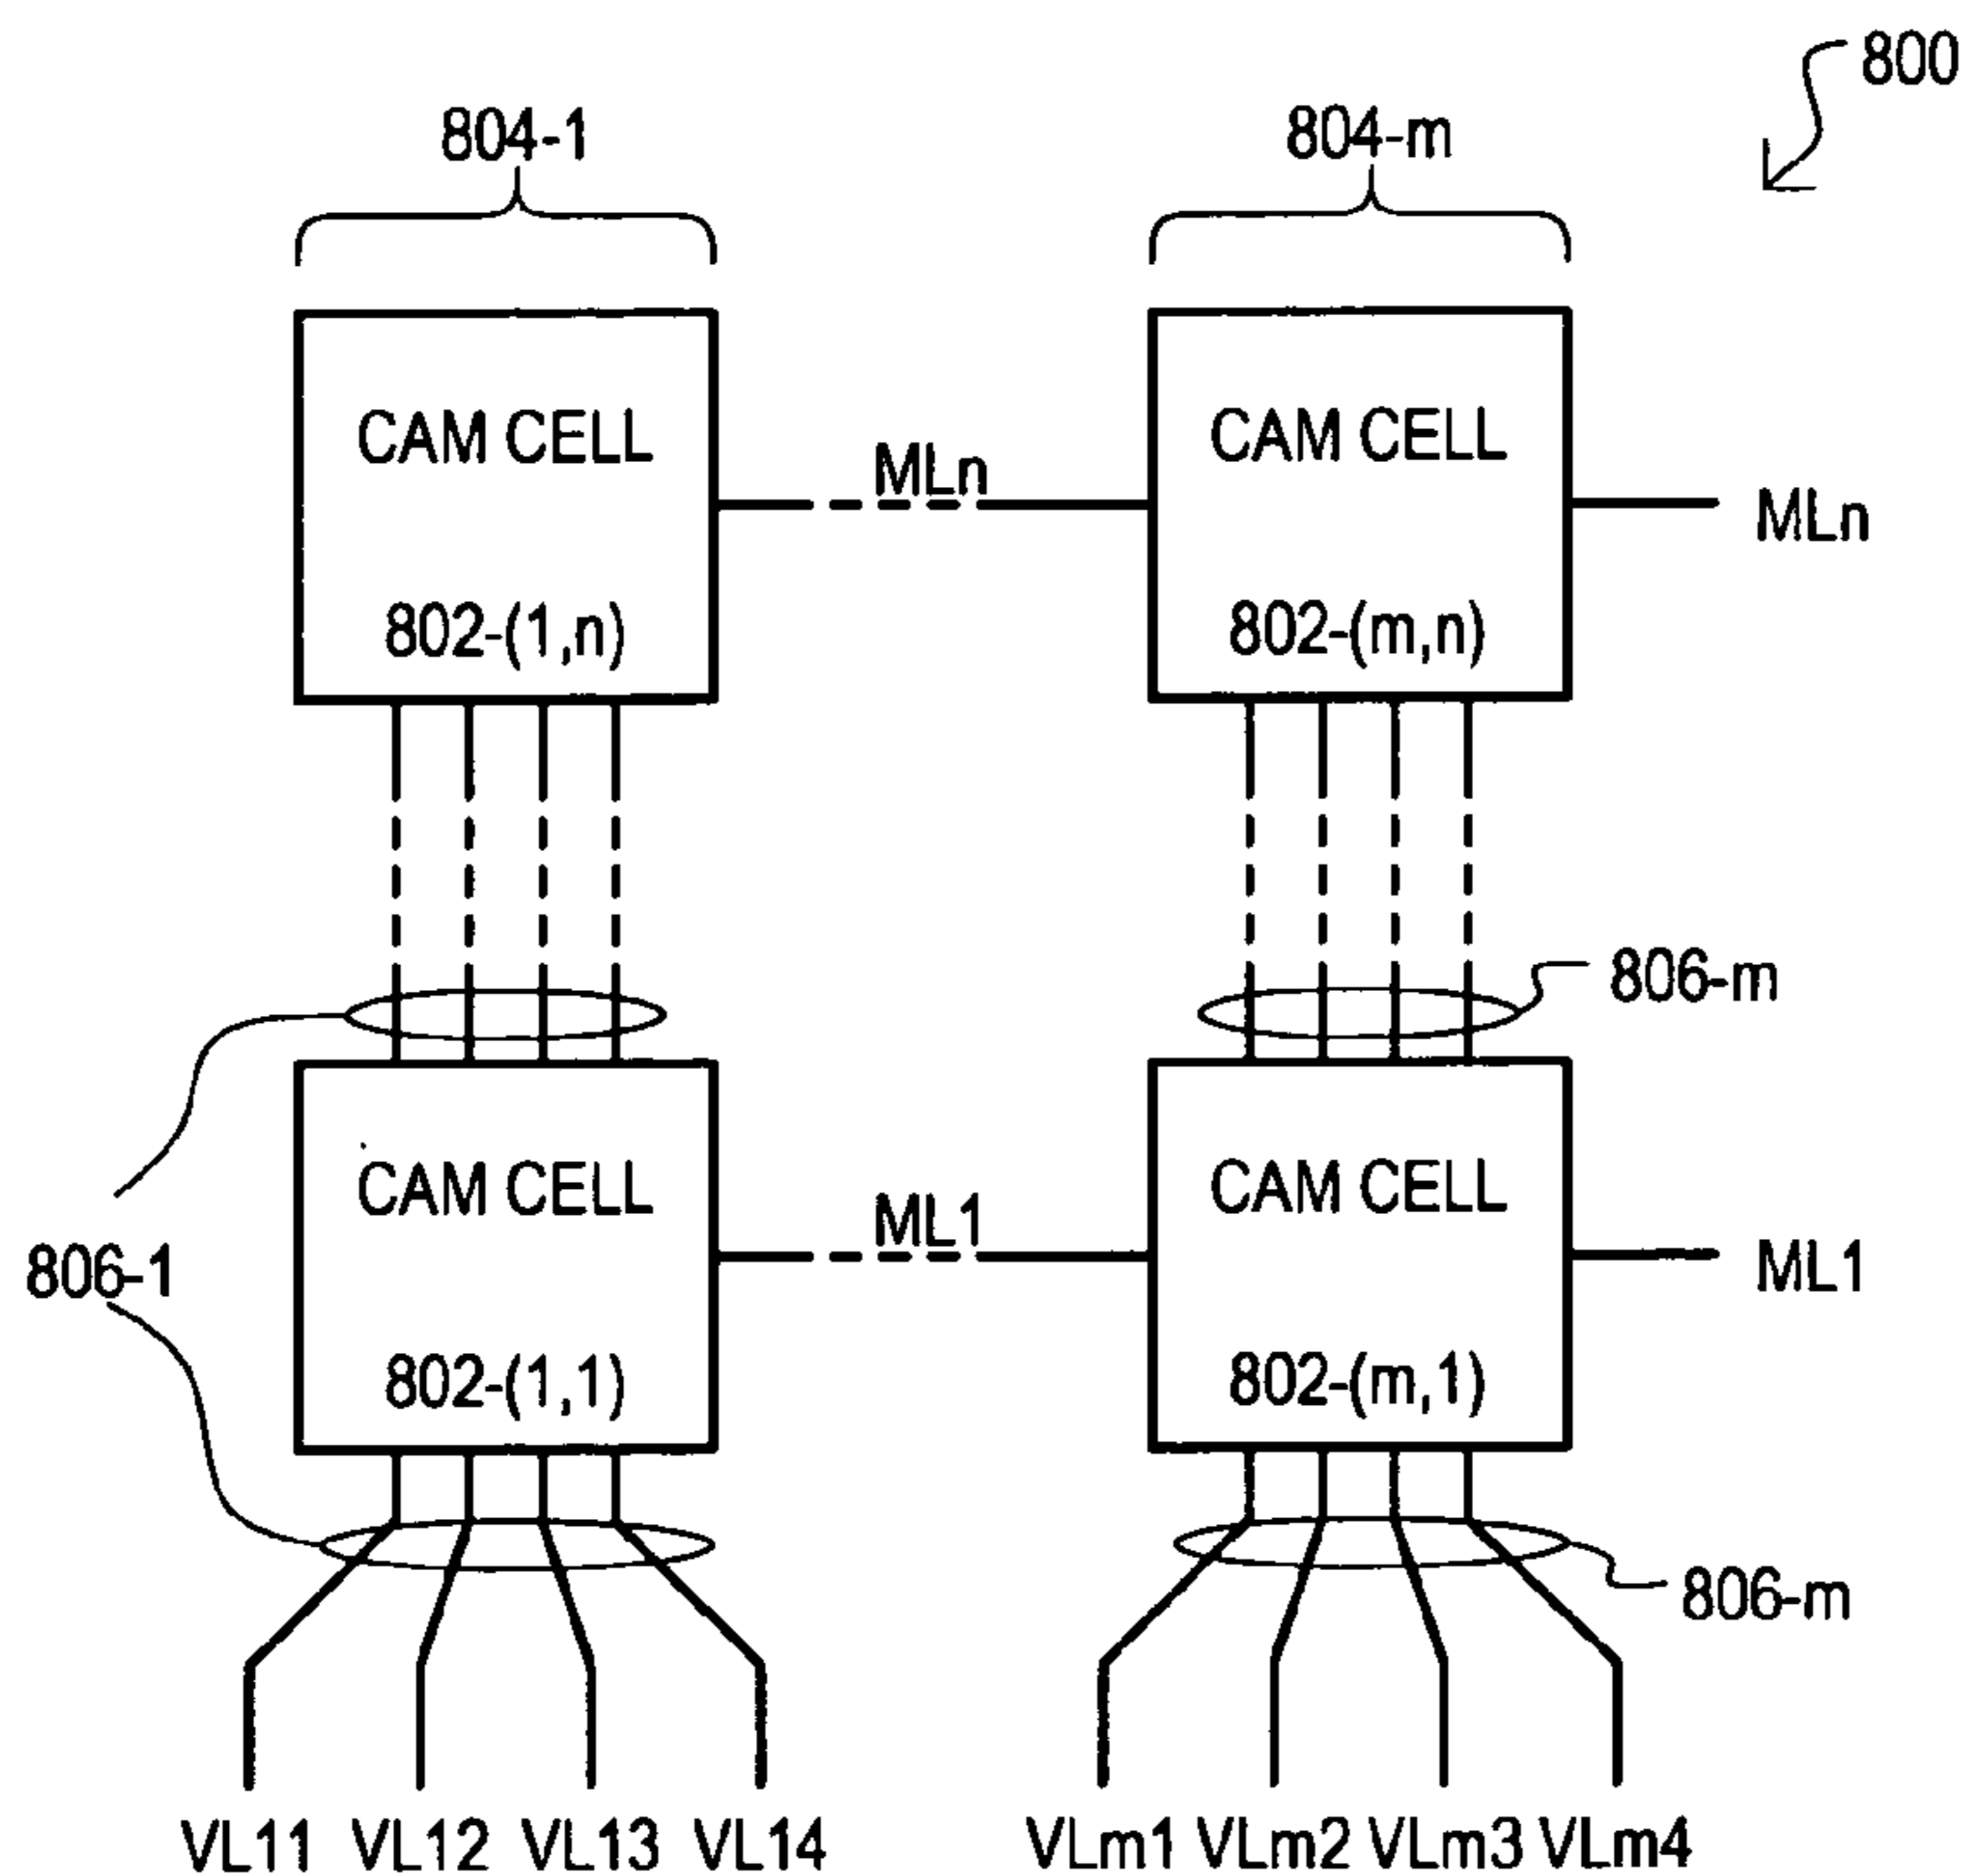 800
804-1 804-m
CAM CELL CAM CELL
MLn MLn
802-(1,n) 802-(m,n)
806-m
CAM CELL CAM CELL
ML1
806-1 ML1
802-(1,1) 802-(m,1)
806-m
VL11 VL12 VL13 VL14 VLm1 VLm2 VLm3 VLm4